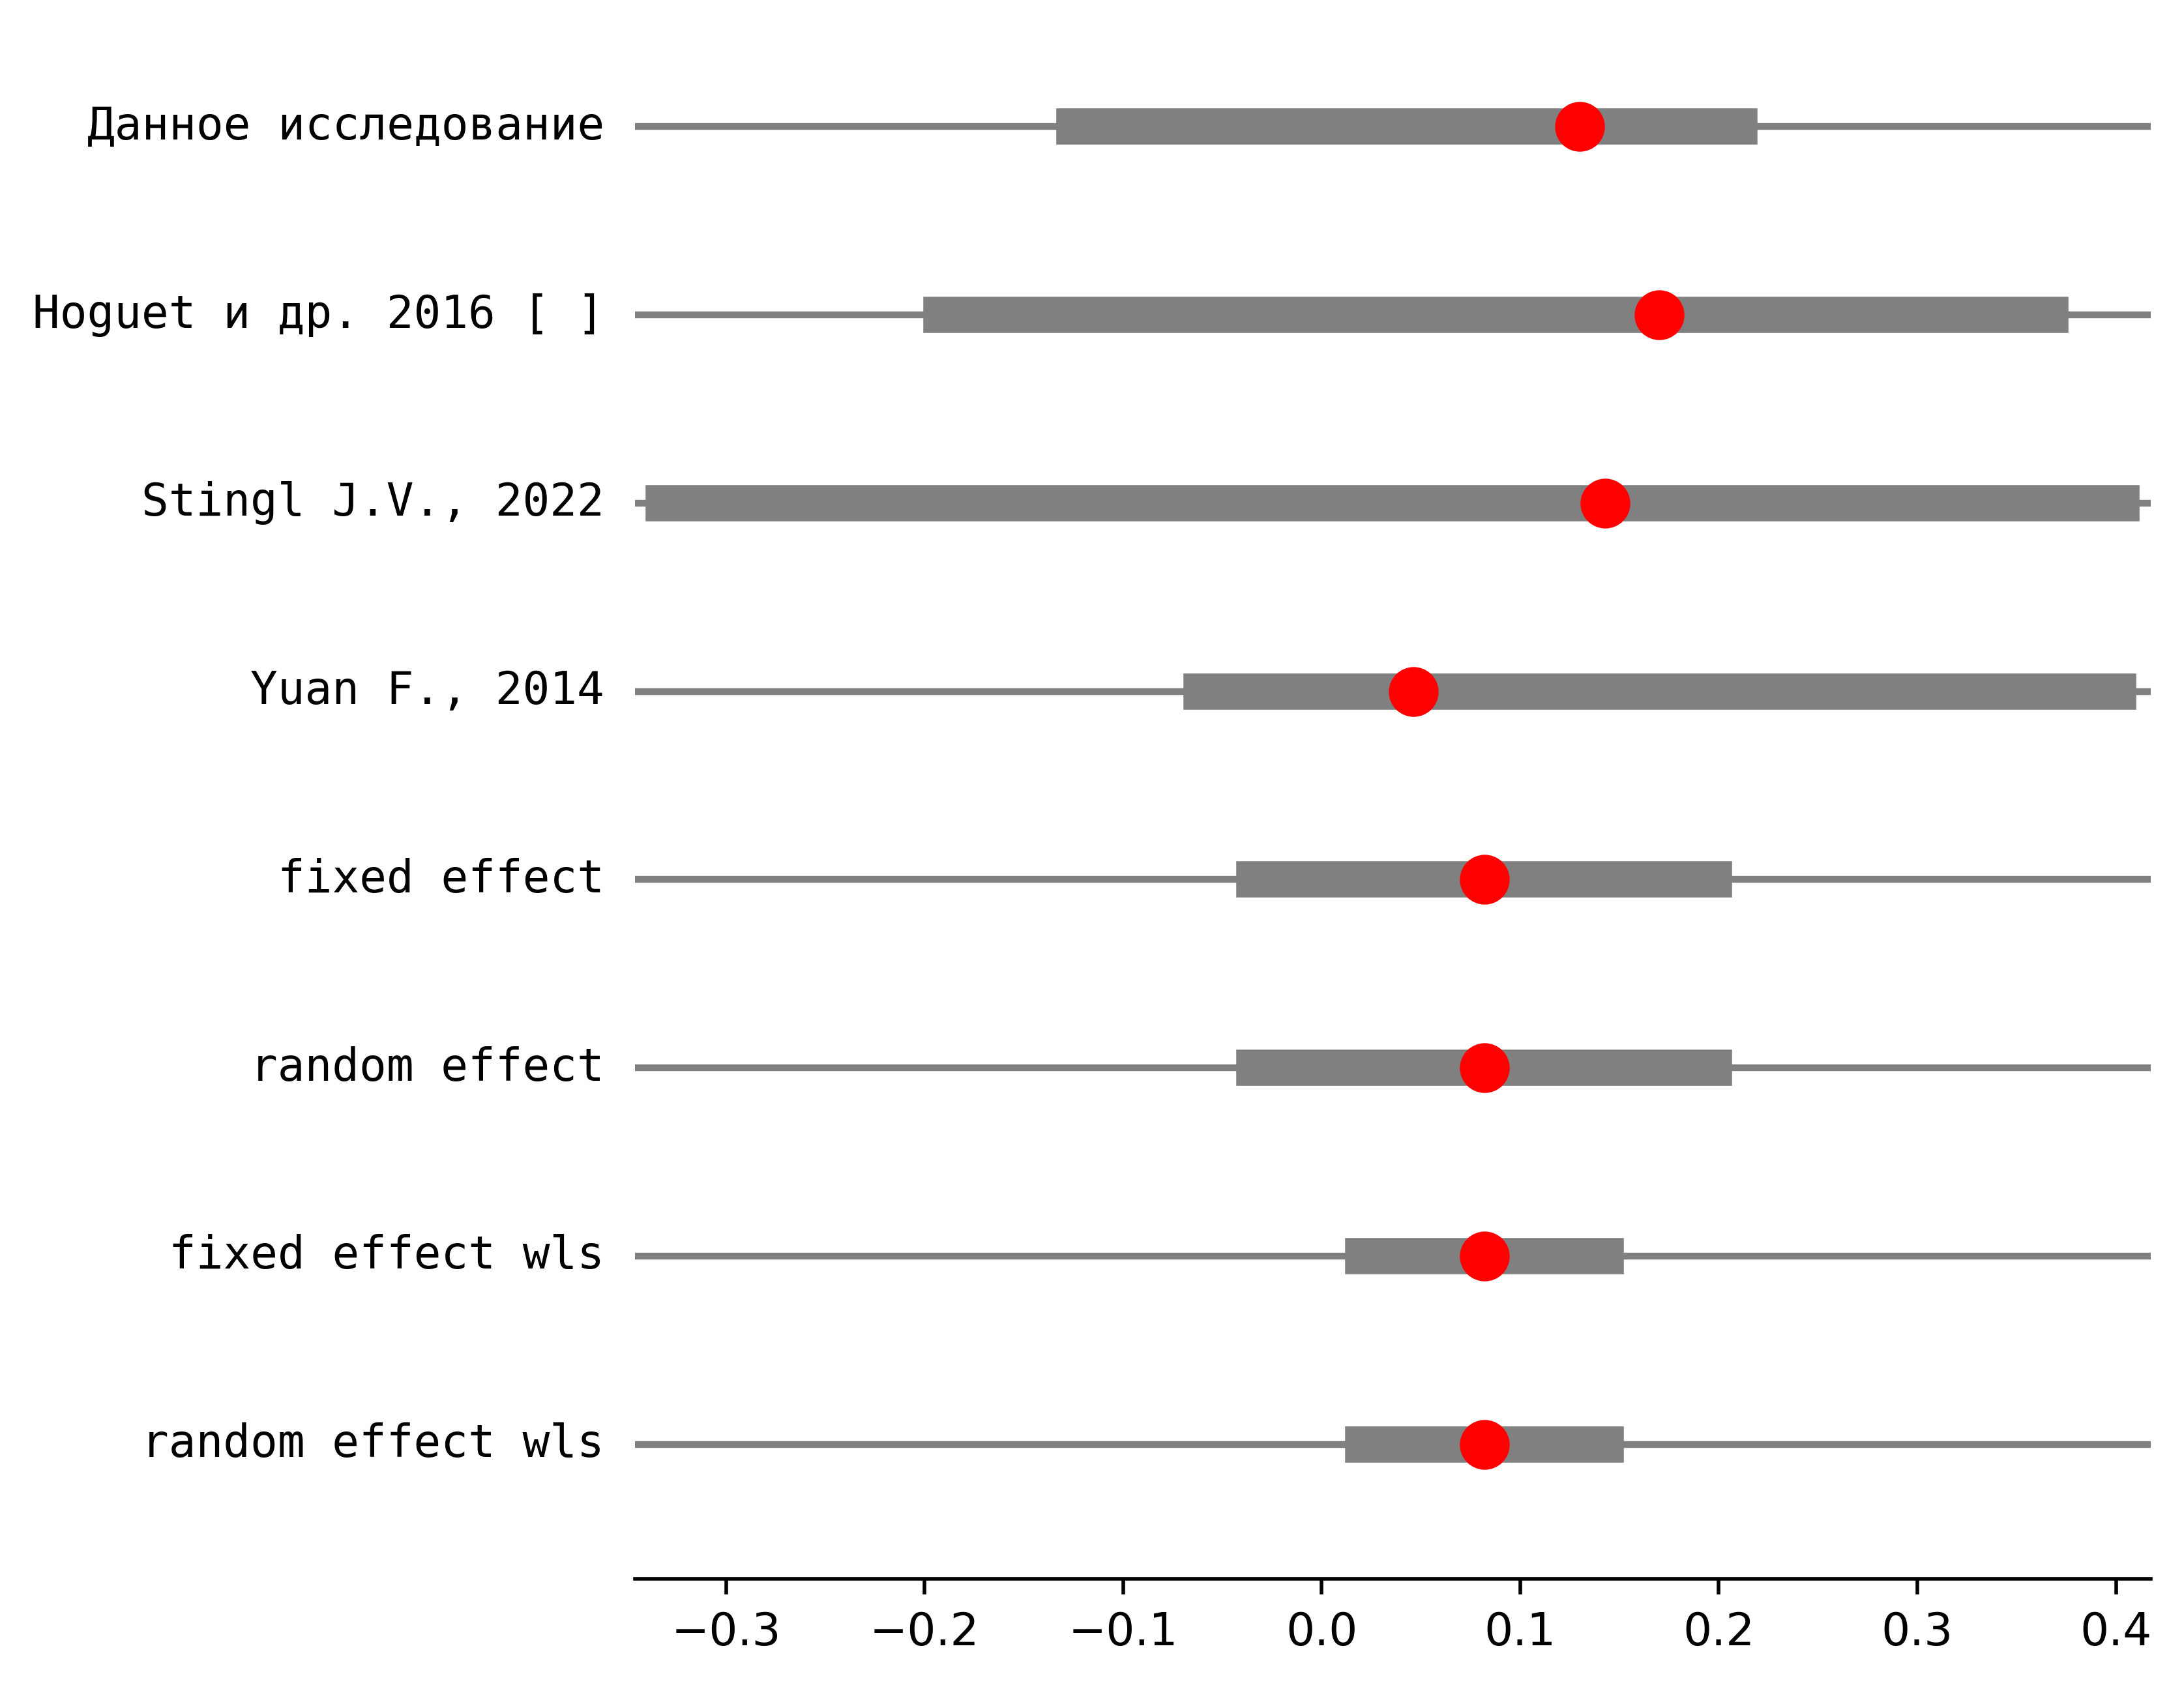 Данное исследование
Hoguet и др. 2016 [ ]
Stingl J.V., 2022
Yuan F., 2014
fixed effect
random effect
fixed effect wls
random effect wls
−0.3 −0.2 −0.1 0.0 0.1 0.2 0.3 0.4